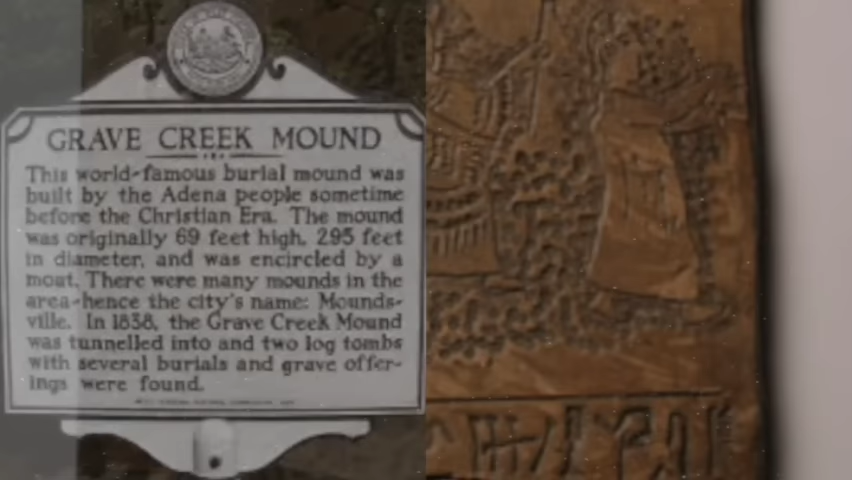 GRAVE CREEK MOUND
This world-famous burial mound was
built by the Adena people sometime
before the Christian Era. The mound
was originally 69 feet high, 295 feet
in diameter, and was encircled by a
moat. There were many mounds in the
area-hence the city's name: Mounds-
ville. In 1838, the Grave Creek Mound
was tunnelled into and two log tombs
with several burials and grave offer-
ings were found.